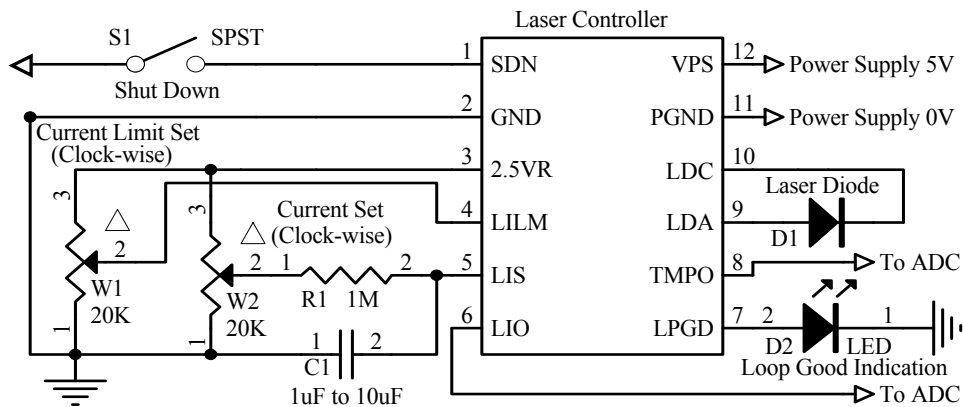 Laser Controller
S1
SPST
Shut Down
1
SDN
VPS
12
Power Supply 5V
2
GND
PGND
11
Power Supply 0V
Current Limit Set
(Clock-wise)
3
2.5VR
LDC
10
Laser Diode
3
3
Current Set
(Clock-wise)
4
LILM
LDA
9
D1
2
W1
20K
1
2
W2
20K
1
1
R1
1M
2
5
LIS
TMPO
8
To ADC
6
LIO
LPGD
7
2
D2
LED
1
Loop Good Indication
1
C1
2
1uF to 10uF
To ADC